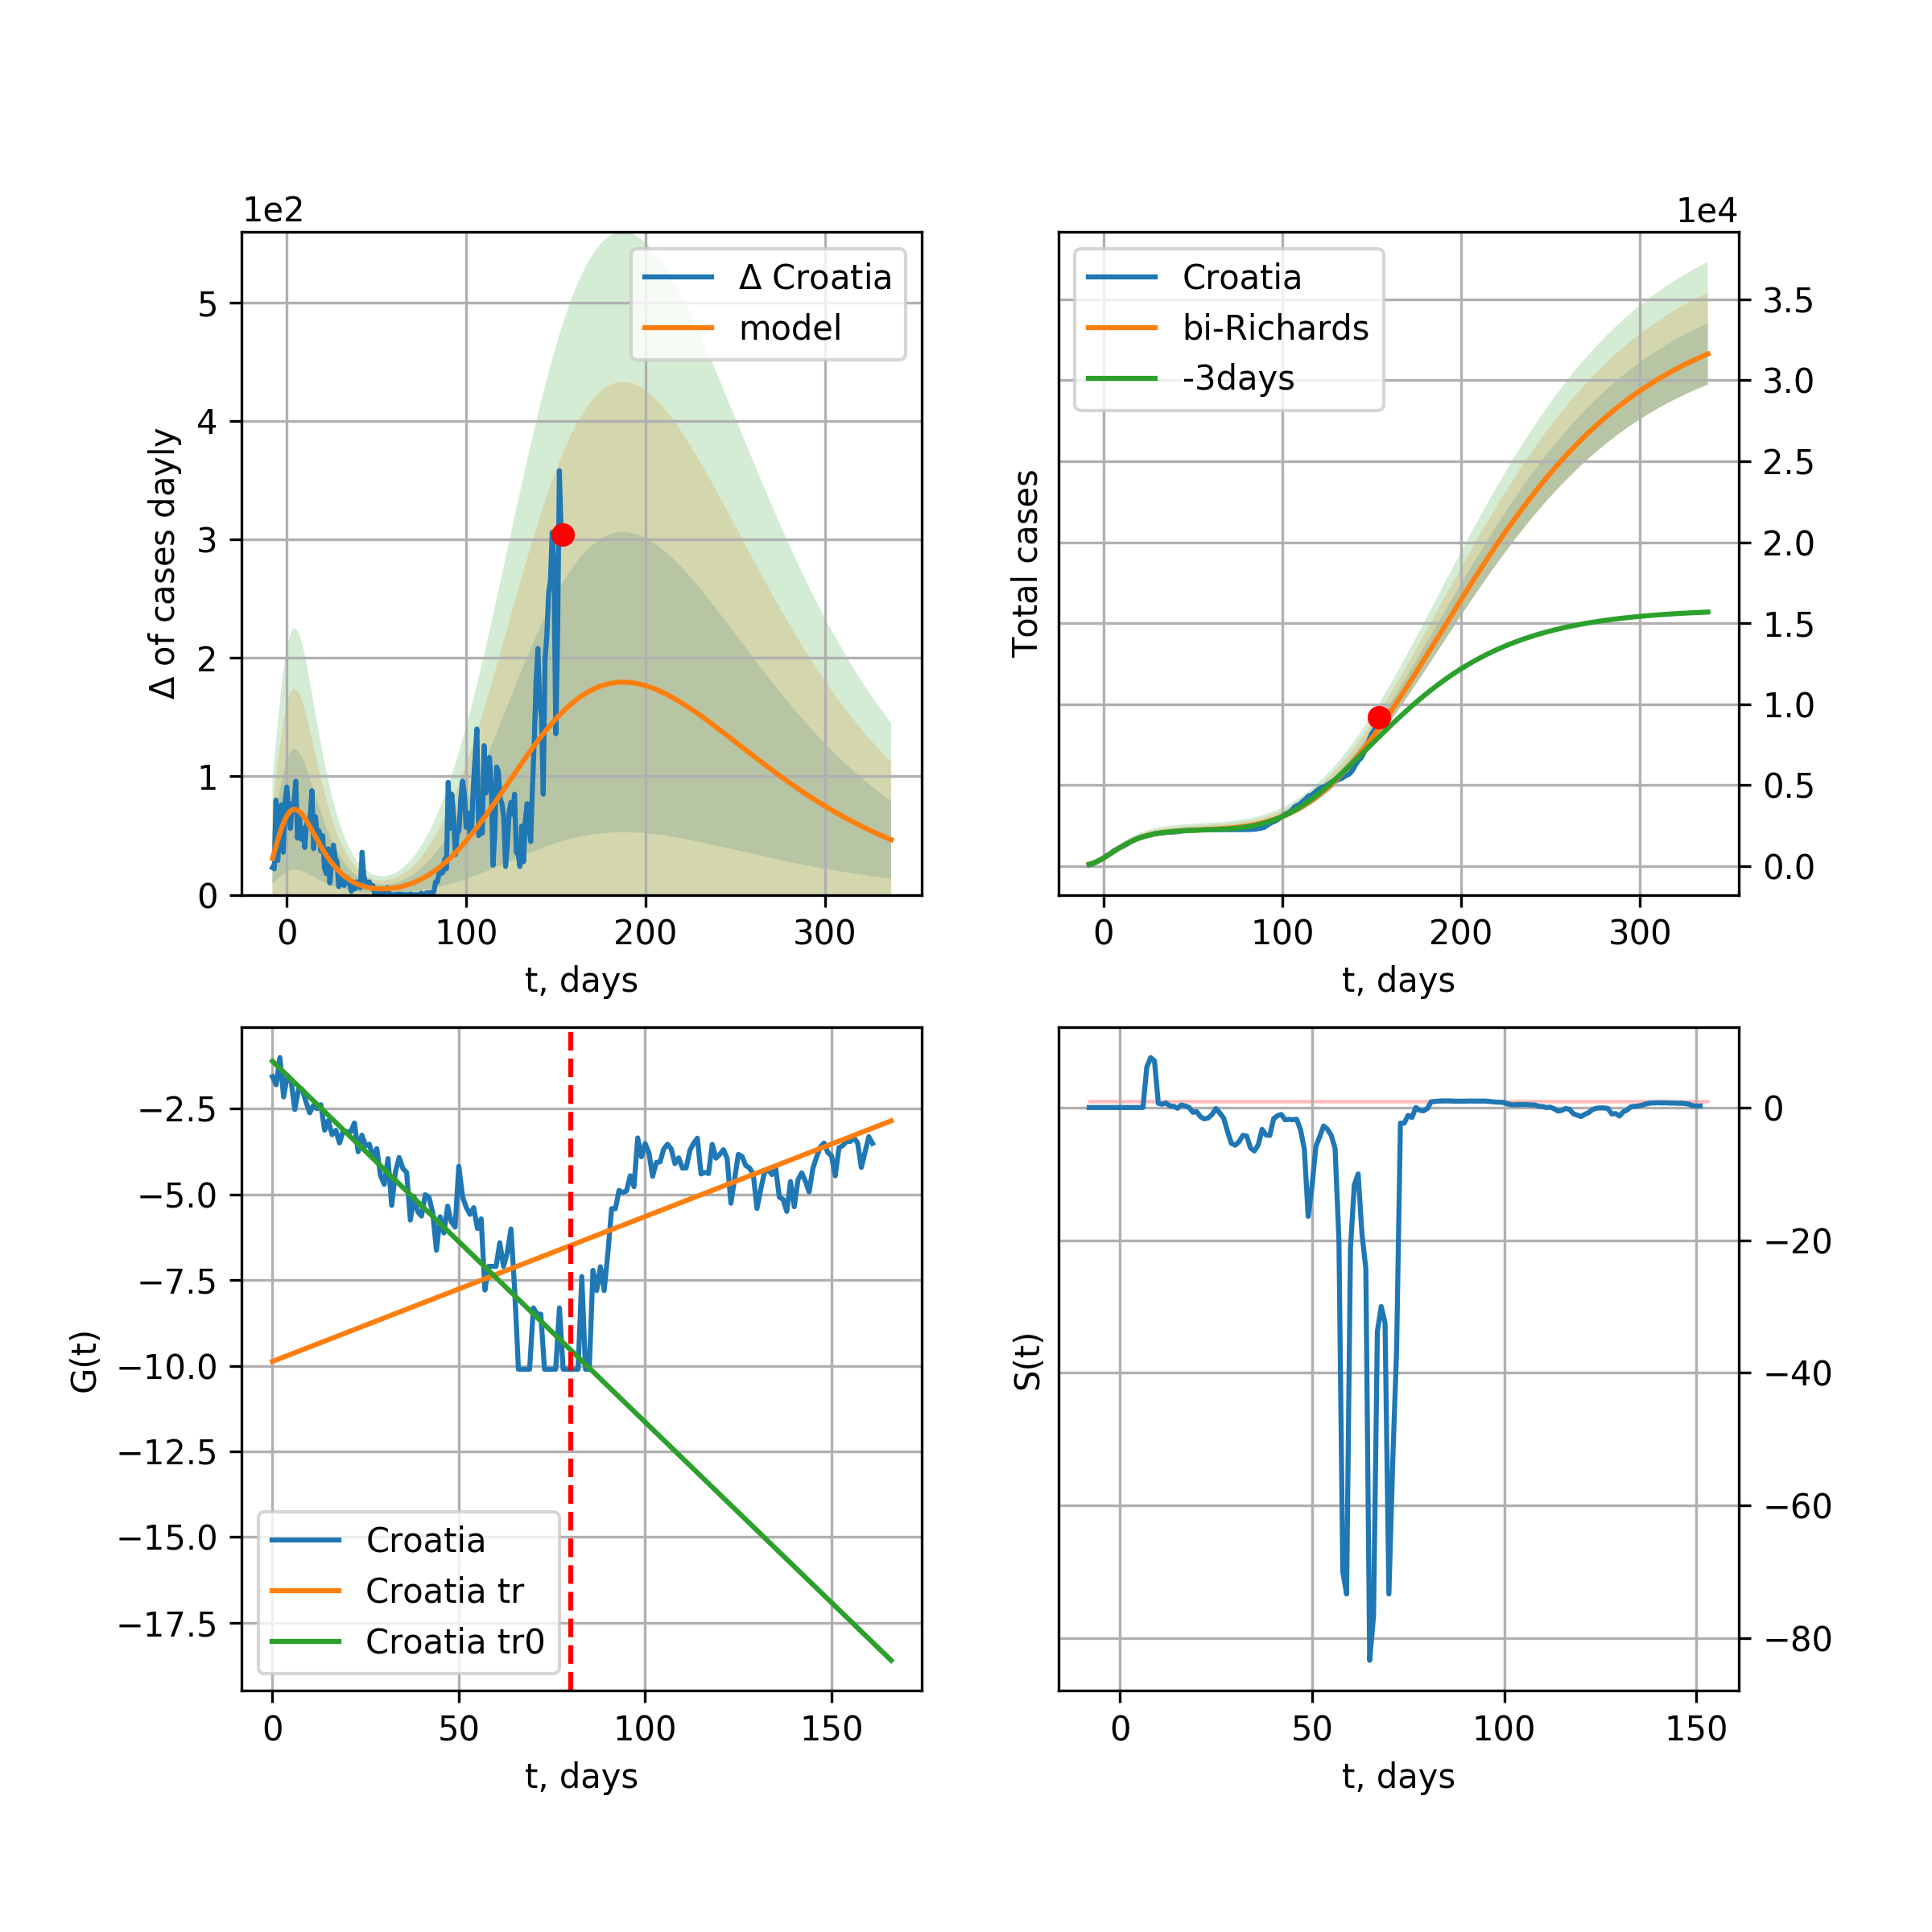 1e2
Δ of cases dayly
5
4
3
2
1
0
Δ Croatia
model
0 100 200 300
t, days
1e4
Total cases
Croatia
bi-Richards
-3days
3.5
3.0
2.5
2.0
1.5
1.0
0.5
0.0
0 100 200 300
t, days
G(t)
−2.5
−5.0
−7.5
−10.0
−12.5
−15.0
−17.5
Croatia
Croatia tr
Croatia tr0
0 50 100 150
t, days
S(t)
0
−20
−40
−60
−80
0 50 100 150
t, days